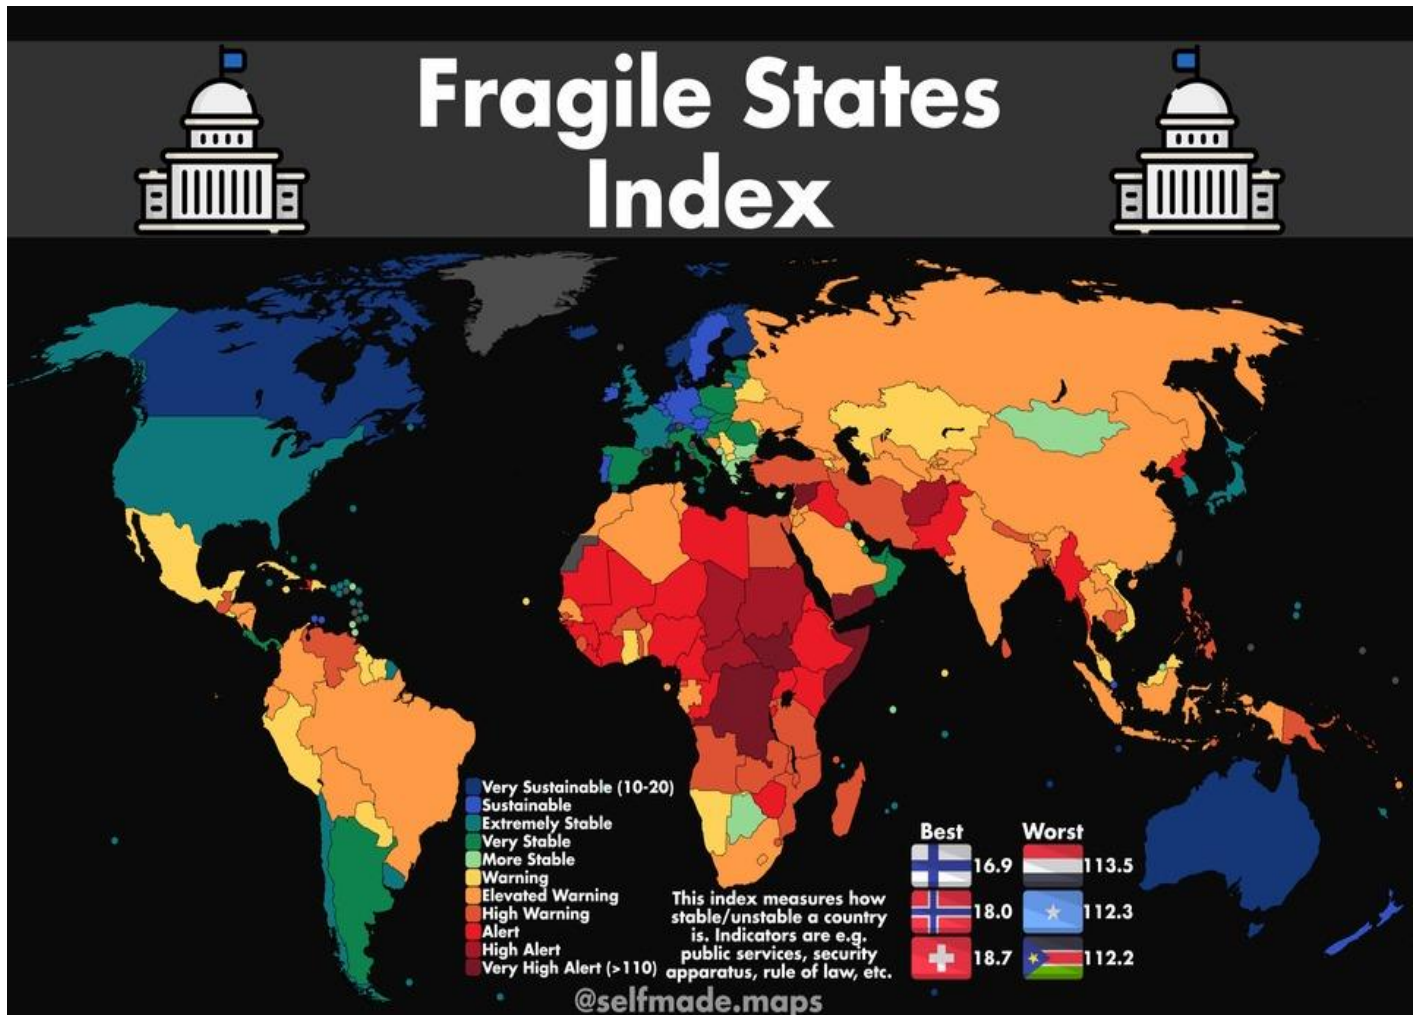 Fragile States
Index
Very Sustainable (10-20)
Sustainable
Extremely Stable
Very Stable
More Stable
Warning
Elevated Warning
High Warning
Alert
High Alert
Very High Alert (>110)
This index measures how
stable/unstable a country
is. Indicators are e.g.
public services, security
apparatus, rule of law, etc.
Best
16.9
18.0
18.7
Worst
113.5
112.3
112.2
@selfmade.maps